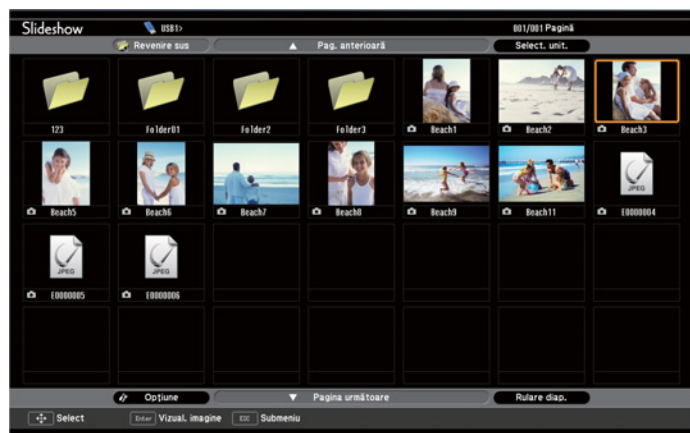 Slideshow USB1> 001/001 Pagină
Revenire sus Pag. anterioară Select. unit.
123 Folder01 Folder2 Folder3 Beach1 Beach2 Beach3
Beach5 Beach6 Beach7 Beach8 Beach9 Beach11 JPEG E0000004
JPEG E0000005 JPEG E0000006
Opţiune Pagina următoare Rulare diap.
Select Enter Vizual. imagine ESC Submeniu